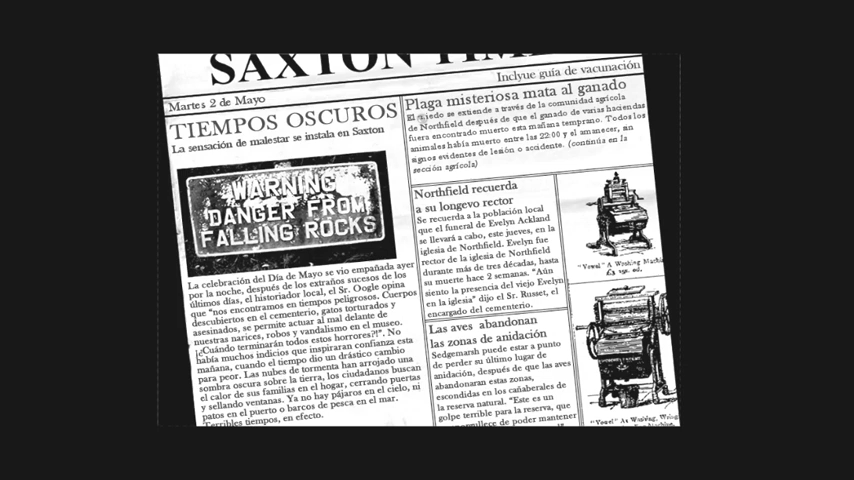 SAXTON TIM
Inclyue guía de vacunación
Martes 2 de Mayo
TIEMPOS OSCUROS
La sensación de malestar se instala en Saxton
WARNING
DANGER FROM
FALLING ROCKS
La celebración del Día de Mayo se vio empañada ayer
por la noche, después de los extraños sucesos de los
últimos días, el historiador local, el Sr. Oogle opina
que "nos encontramos en tiempos peligrosos. Cuerpos
descubiertos en el cementerio, gatos torturados y
asesinados, se permite actuar al mal delante de
nuestras narices, robos y vandalismo en el museo.
¿Cuándo terminarán todos estos horrores?!". No
había muchos indicios que inspiraran confianza esta
mañana, cuando el tiempo dio un drástico cambio
para peor. Las nubes de tormenta han arrojado una
sombra oscura sobre la tierra, los ciudadanos buscan
el calor de sus familias en el hogar, cerrando puertas
y sellando ventanas. Ya no hay pájaros en el cielo, ni
patos en el puerto o barcos de pesca en el mar.
Terribles tiempos, en efecto.
Plaga misteriosa mata al ganado
El miedo se extiende a través de la comunidad agrícola
de Northfield después de que el ganado de varias haciendas
fuera encontrado muerto esta mañana temprano. Todos los
animales había muerto entre las 22:00 y el amanecer, sin
signos evidentes de lesión o accidente. (continúa en la
sección agrícola)
Northfield recuerda
a su longevo rector
Se recuerda a la población local
que el funeral de Evelyn Ackland
se llevará a cabo, este jueves, en la
iglesia de Northfield. Evelyn fue
rector de la iglesia de Northfield
durante más de tres décadas, hasta
su muerte hace 2 semanas. "Aún
siento la presencia del viejo Evelyn
en la iglesia" dijo el Sr. Russet, el
encargado del cementerio.
Las aves abandonan
las zonas de anidación
Sedgemarsh puede estar a punto
de perder su último lugar de
anidación, después de que las aves
abandonaran estas zonas,
escondidas en los cañaberales de
la reserva natural. "Este es un
golpe terrible para la reserva, que
de poder mantener
"Vowel" A Washing Machin
"Vowel" A1 Washing, Wring